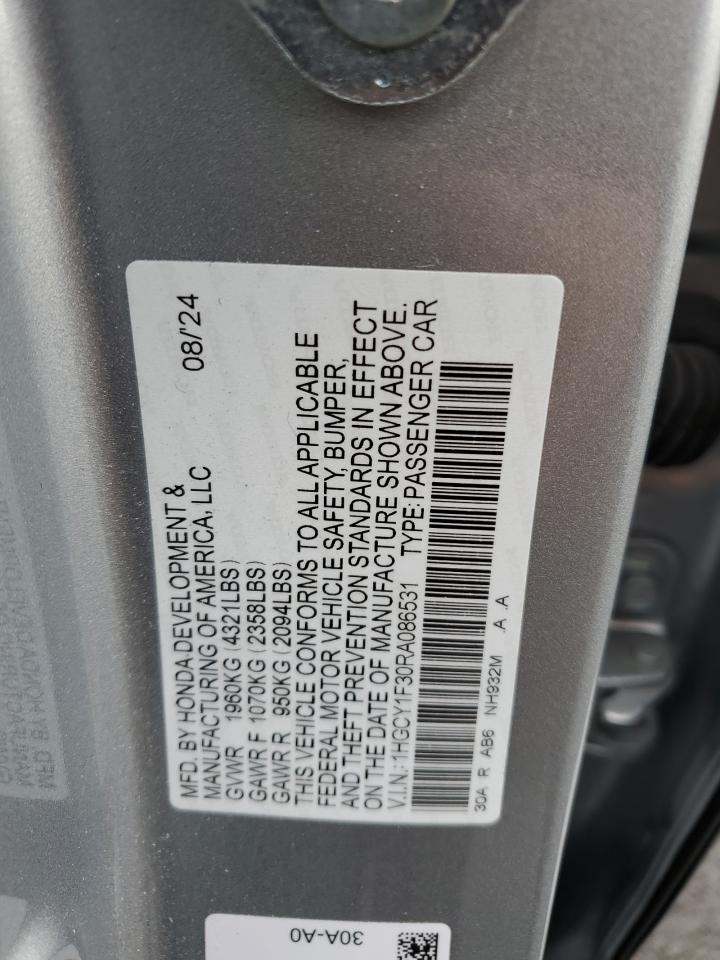 MFD. BY HONDA DEVELOPMENT & 08/'24
MANUFACTURING OF AMERICA, LLC
GVWR 1960KG (4321LBS)
GAWR F 1070KG (2358LBS)
GAWR R 950KG (2094LBS)
THIS VEHICLE CONFORMS TO ALL APPLICABLE
FEDERAL MOTOR VEHICLE SAFETY, BUMPER,
AND THEFT PREVENTION STANDARDS IN EFFECT
ON THE DATE OF MANUFACTURE SHOWN ABOVE.
V.I.N.:1HGCY1F30RA086531 TYPE:PASSENGER CAR
30A R AB6 NH932M .A .A
30A-A0